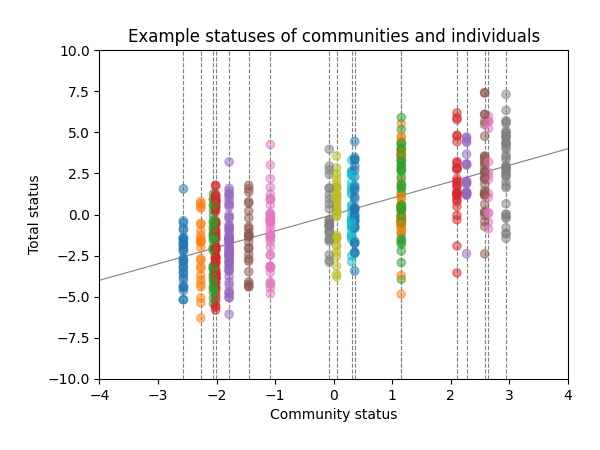 Example statuses of communities and individuals
10.0
7.5
5.0
2.5
0.0
−2.5
−5.0
−7.5
−10.0
Total status
−4 −3 −2 −1 0 1 2 3 4
Community status